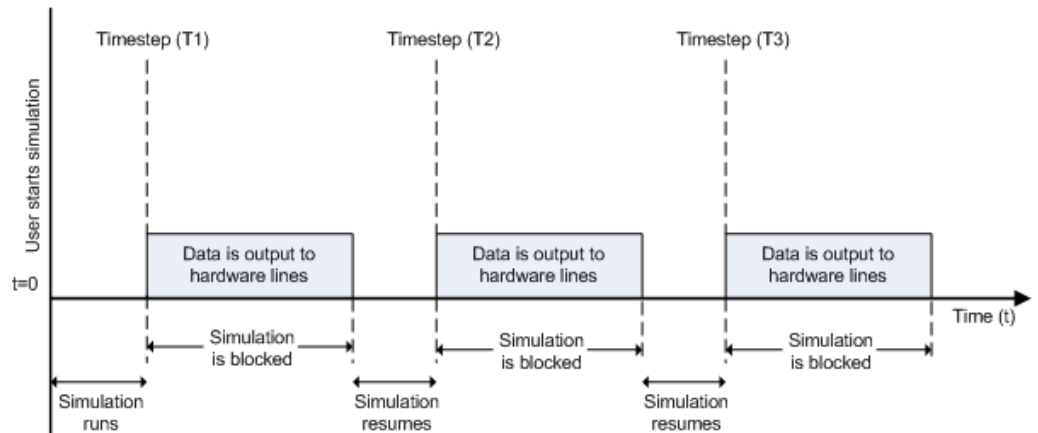 Timestep (T1)
Timestep (T2)
Timestep (T3)
User starts simulation
t=0
Data is output to
hardware lines
Data is output to
hardware lines
Data is output to
hardware lines
Time (t)
Simulation
is blocked
Simulation
is blocked
Simulation
is blocked
Simulation
runs
Simulation
resumes
Simulation
resumes